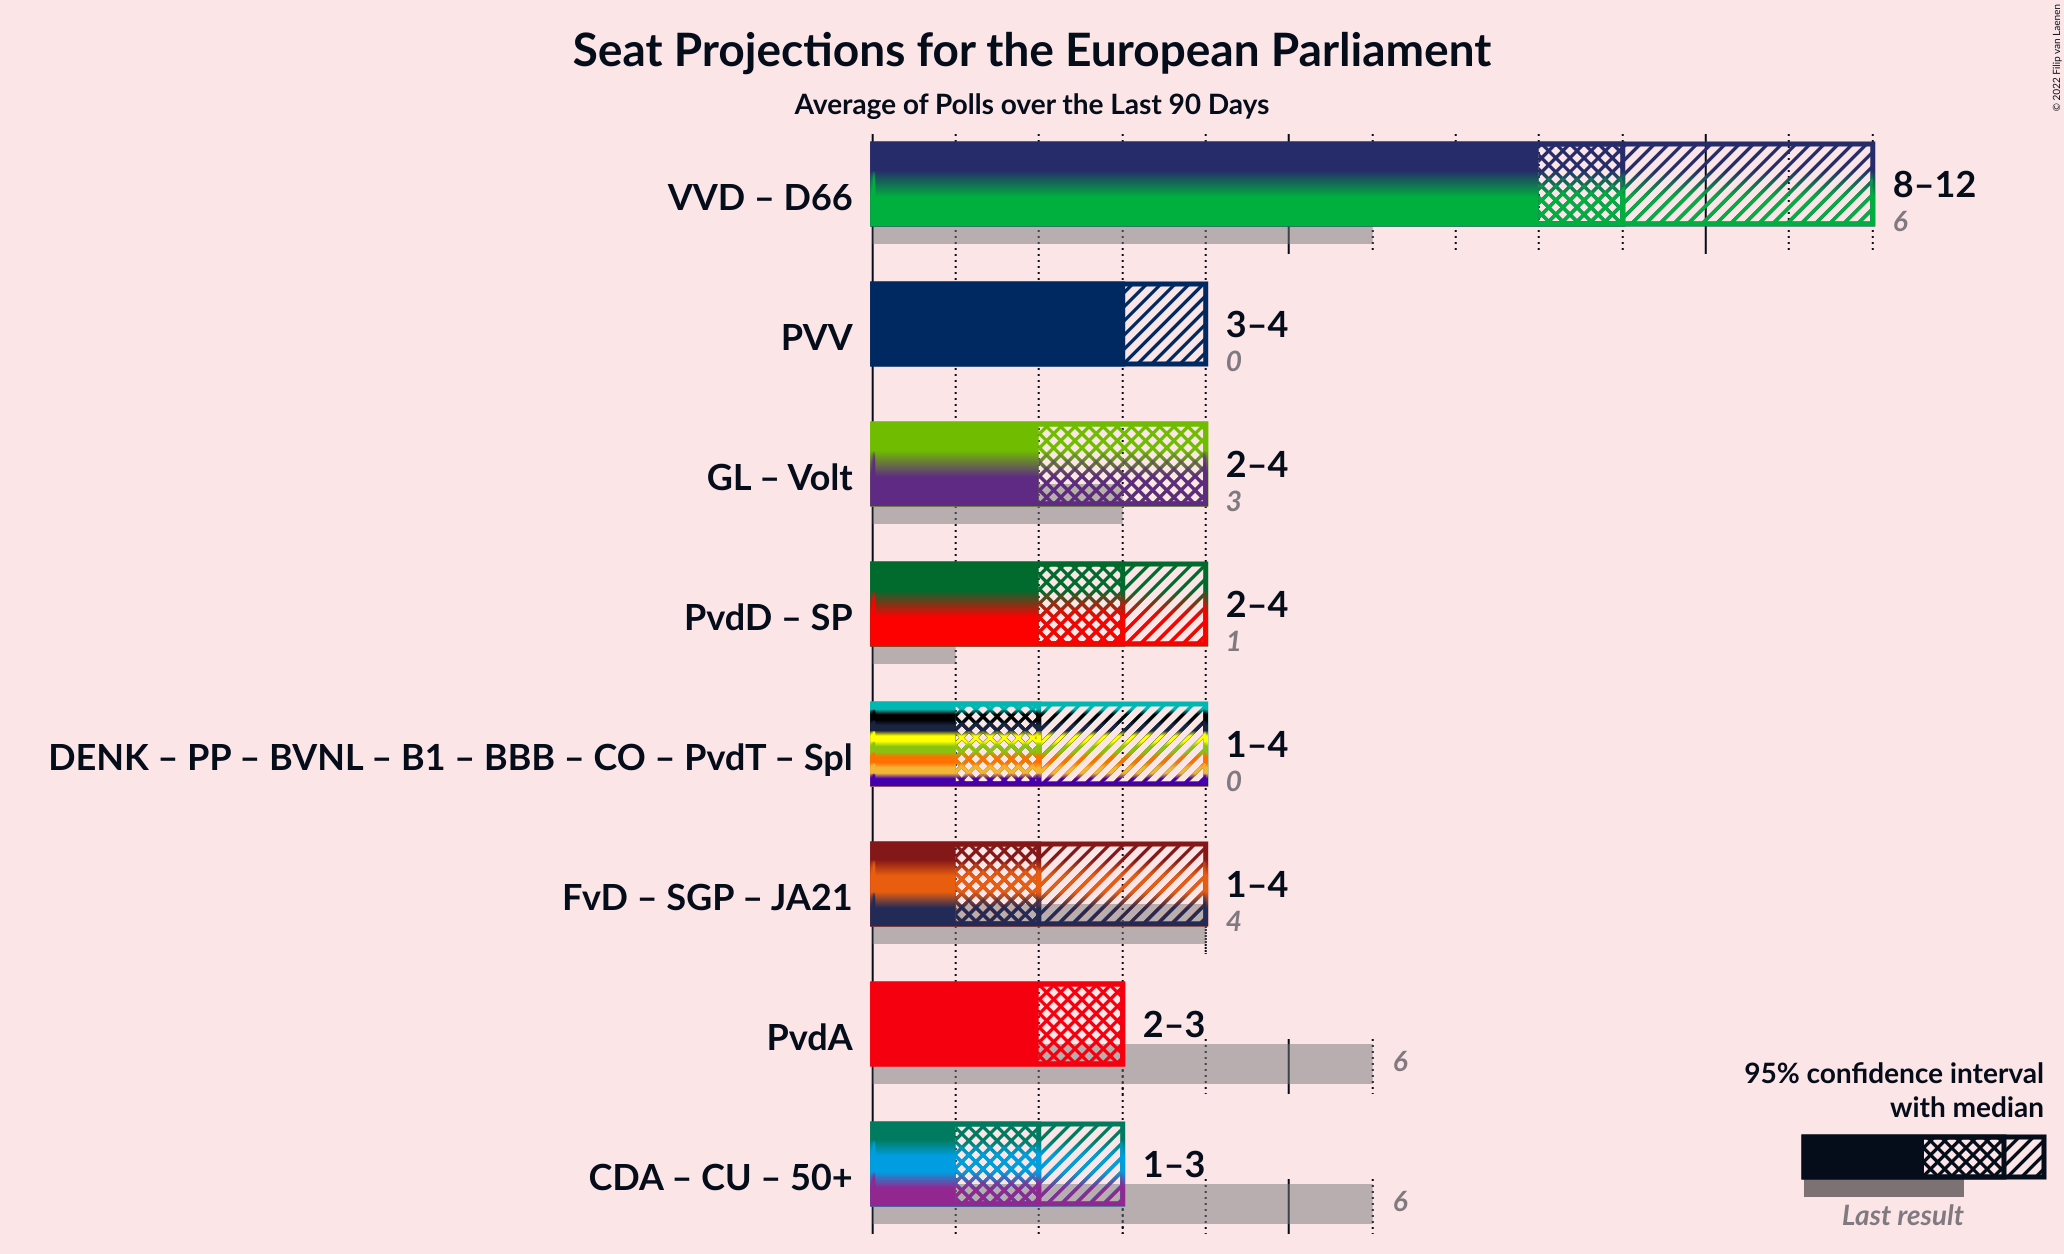 Seat Projections for the European Parliament
Average of Polls over the Last 90 Days
© 2022 Filip van Laenen
VVD – D66
8–12
6
PVV
3–4
0
GL – Volt
2–4
3
PvdD – SP
2–4
1
DENK – PP – BVNL – B1 – BBB – CO – PvdT – Spl
1–4
0
FvD – SGP – JA21
1–4
4
PvdA
2–3
6
CDA – CU – 50+
1–3
6
95% confidence interval
with median
Last result